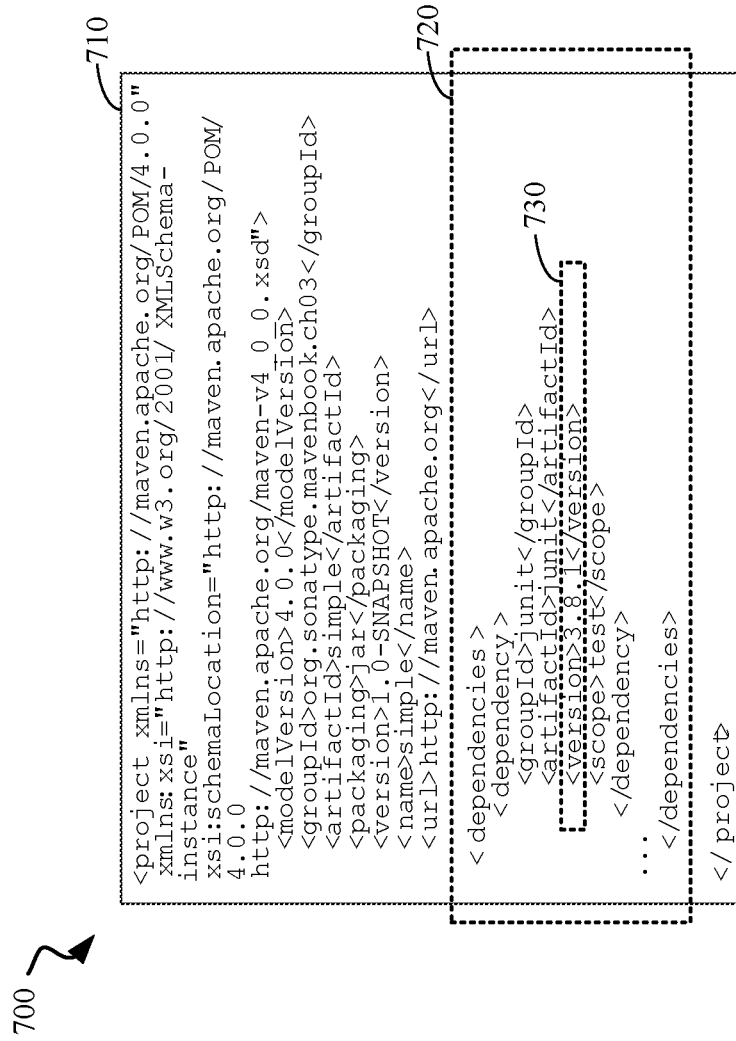 700
710
<project xmlns="http://maven.apache.org/POM/4.0.0"
xmlns:xsi="http://www.w3.org/2001/ XMLSchema-
instance"
xsi:schemaLocation="http://maven.apache.org/POM/
4.0.0
http://maven.apache.org/maven-v4_0_0.xsd">
<modelVersion>4.0.0</modelVersion>
<groupId>org.sonatype.mavenbook.ch03</groupId>
<artifactId>simple</artifactId>
<packaging>jar</packaging>
<version>1.0-SNAPSHOT</version>
<name>simple</name>
<url>http://maven.apache.org</url>
720
< dependencies >
< dependency >
<groupId>junit</groupId>
<artifactId>junit</artifactId>
730
<version>3.8.1</version>
<scope>test</scope>
</dependency>
...
</dependencies>
</ project>